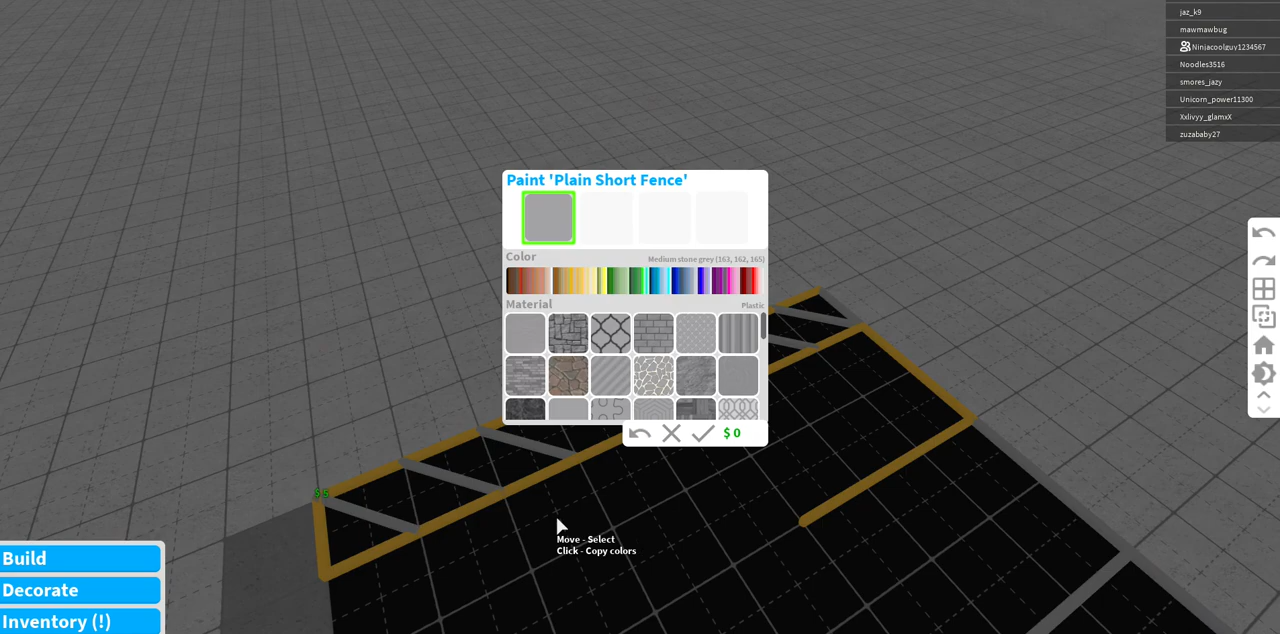 jaz_k9
mawmawbug
Ninjacoolguy1234567
Noodles3516
smores_jazy
Unicorn_power11300
Xxlivyy_glamxX
zuzababy27
Paint 'Plain Short Fence'
Color
Medium stone grey (163, 162, 165)
Material
Plastic
$ 0
$ 5
Move - Select
Click - Copy colors
Build
Decorate
Inventory (!)